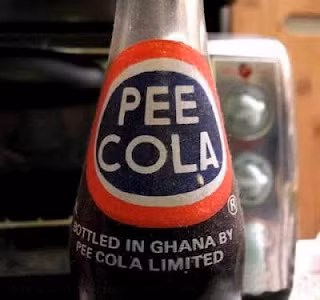 PEE
COLA
®
BOTTLED IN GHANA BY
PEE COLA LIMITED